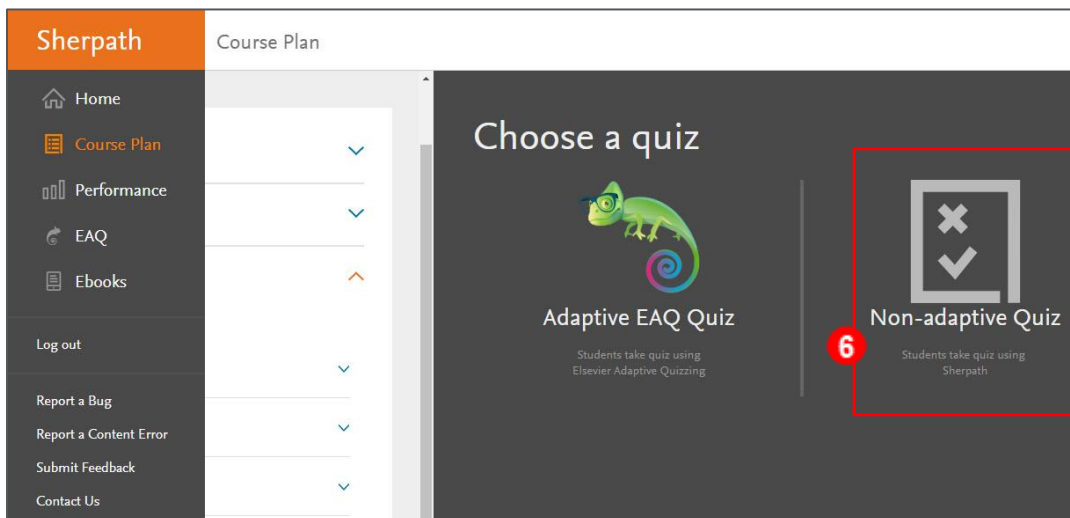 Sherpath
Course Plan
Home
Course Plan
Performance
EAQ
Ebooks
Log out
Report a Bug
Report a Content Error
Submit Feedback
Contact Us
Choose a quiz
Adaptive EAQ Quiz
Students take quiz using
Elsevier Adaptive Quizzing
6
Non-adaptive Quiz
Students take quiz using
Sherpath